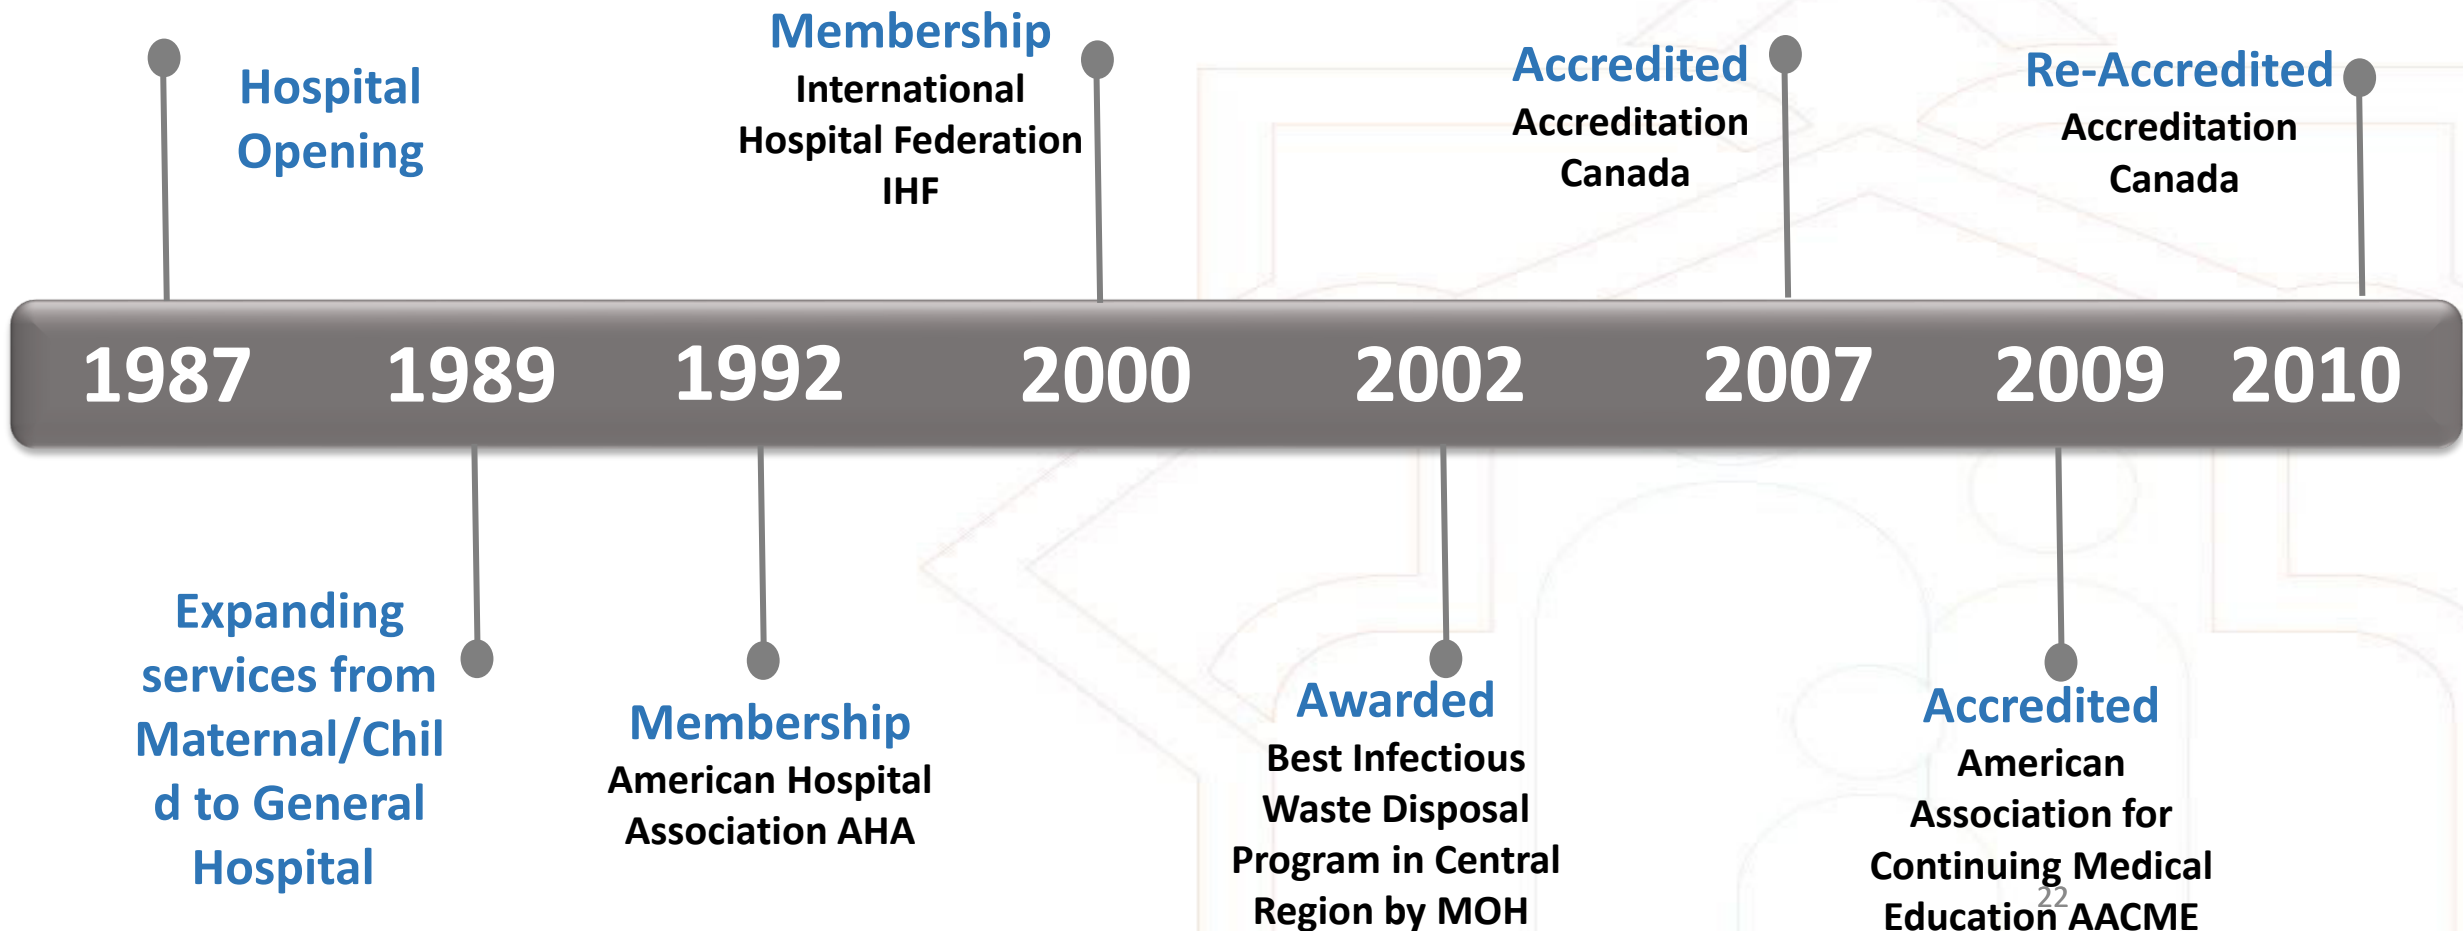 Hospital
Opening
Membership
International
Hospital Federation
IHF
Accredited
Accreditation
Canada
Re-Accredited
Accreditation
Canada
1987 1989 1992 2000 2002 2007 2009 2010
Expanding
services from
Maternal/Chil
d to General
Hospital
Membership
American Hospital
Association AHA
Awarded
Best Infectious
Waste Disposal
Program in Central
Region by MOH
Accredited
American
Association for
Continuing Medical
Education AACME
22